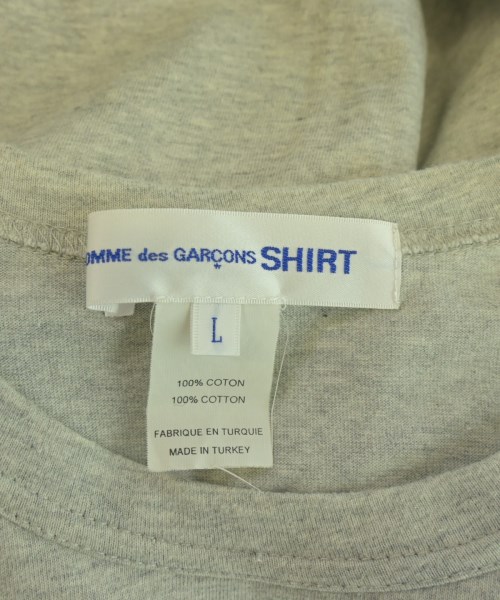 OMME des GARÇONS SHIRT
L
100% COTON
100% COTTON
FABRIQUE EN TURQUIE
MADE IN TURKEY